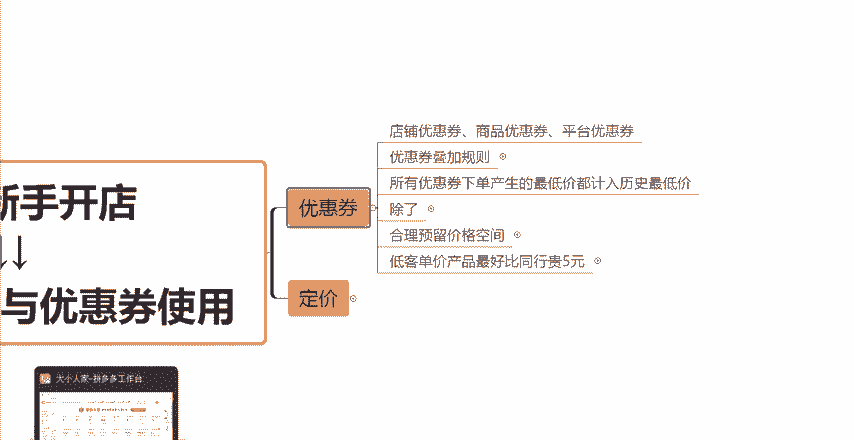 新手开店
↓↓
与优惠券使用
优惠券
店铺优惠券、商品优惠券、平台优惠券
优惠券叠加规则
所有优惠券下单产生的最低价都计入历史最低价
除了
合理预留价格空间
低客单价产品最好比同行贵5元
定价
大小人家-拼多多工作台